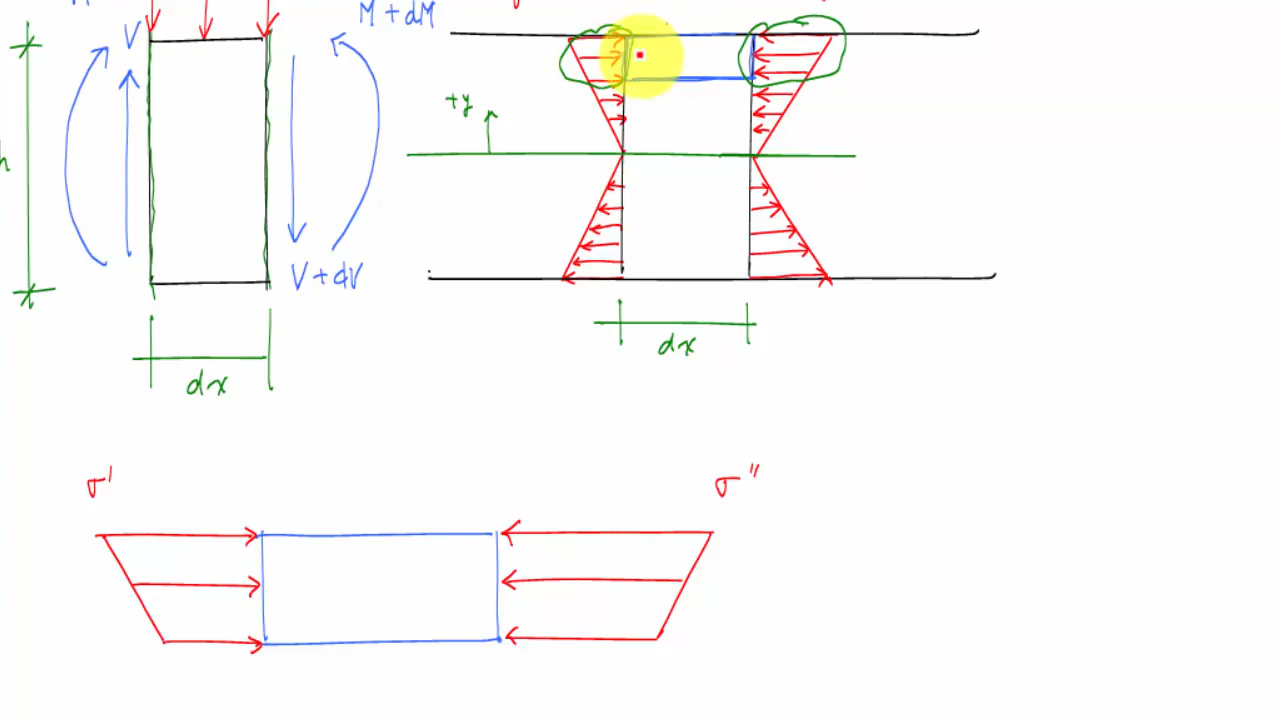 V
M + dM
+y
h
V + dV
dx
dx
σ'
σ"